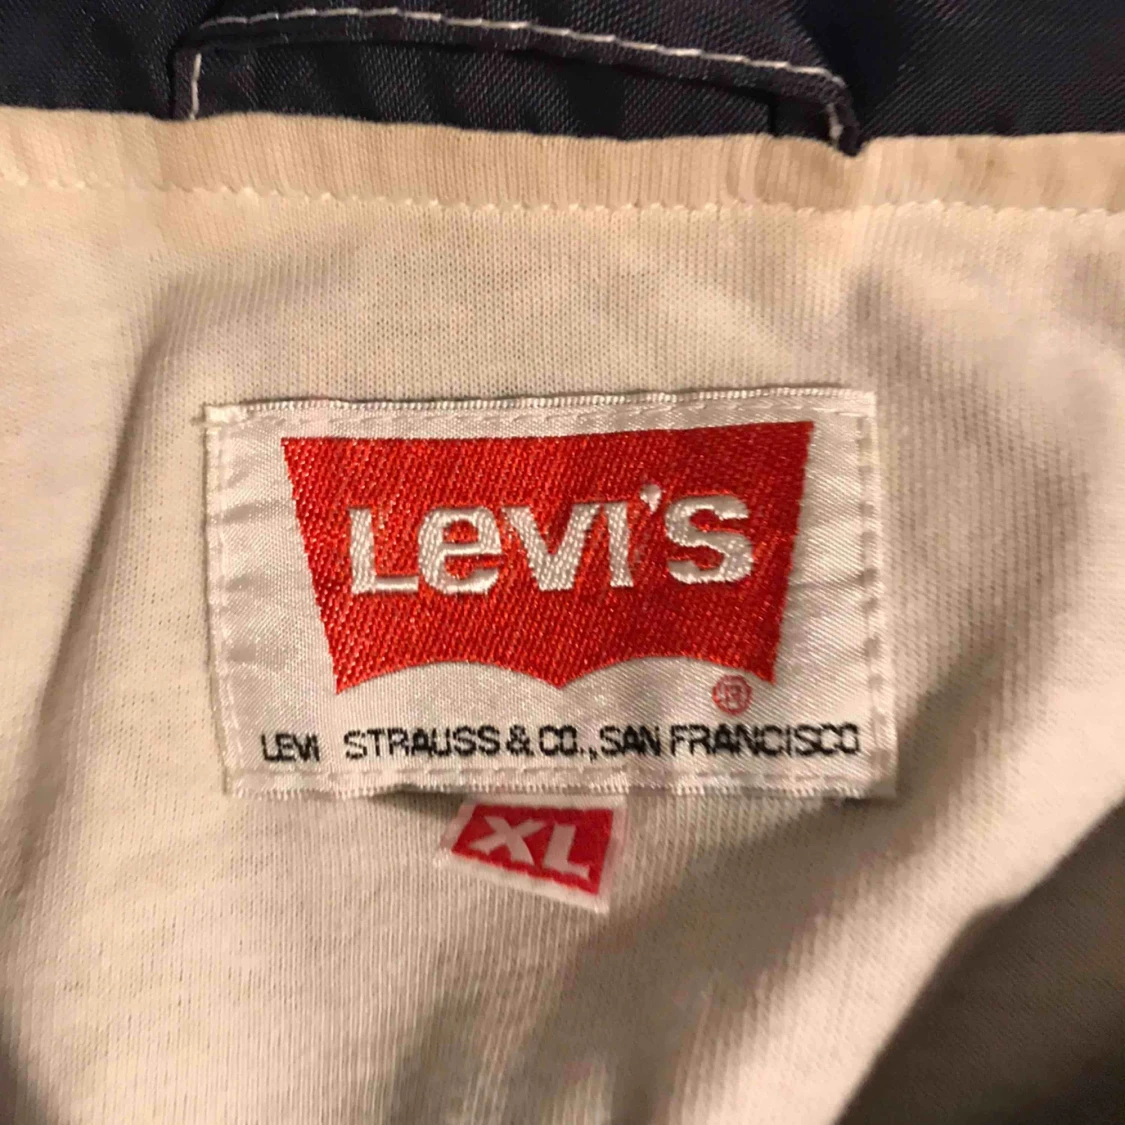 Levi's
®
LEVI STRAUSS & CO., SAN FRANCISCO
XL